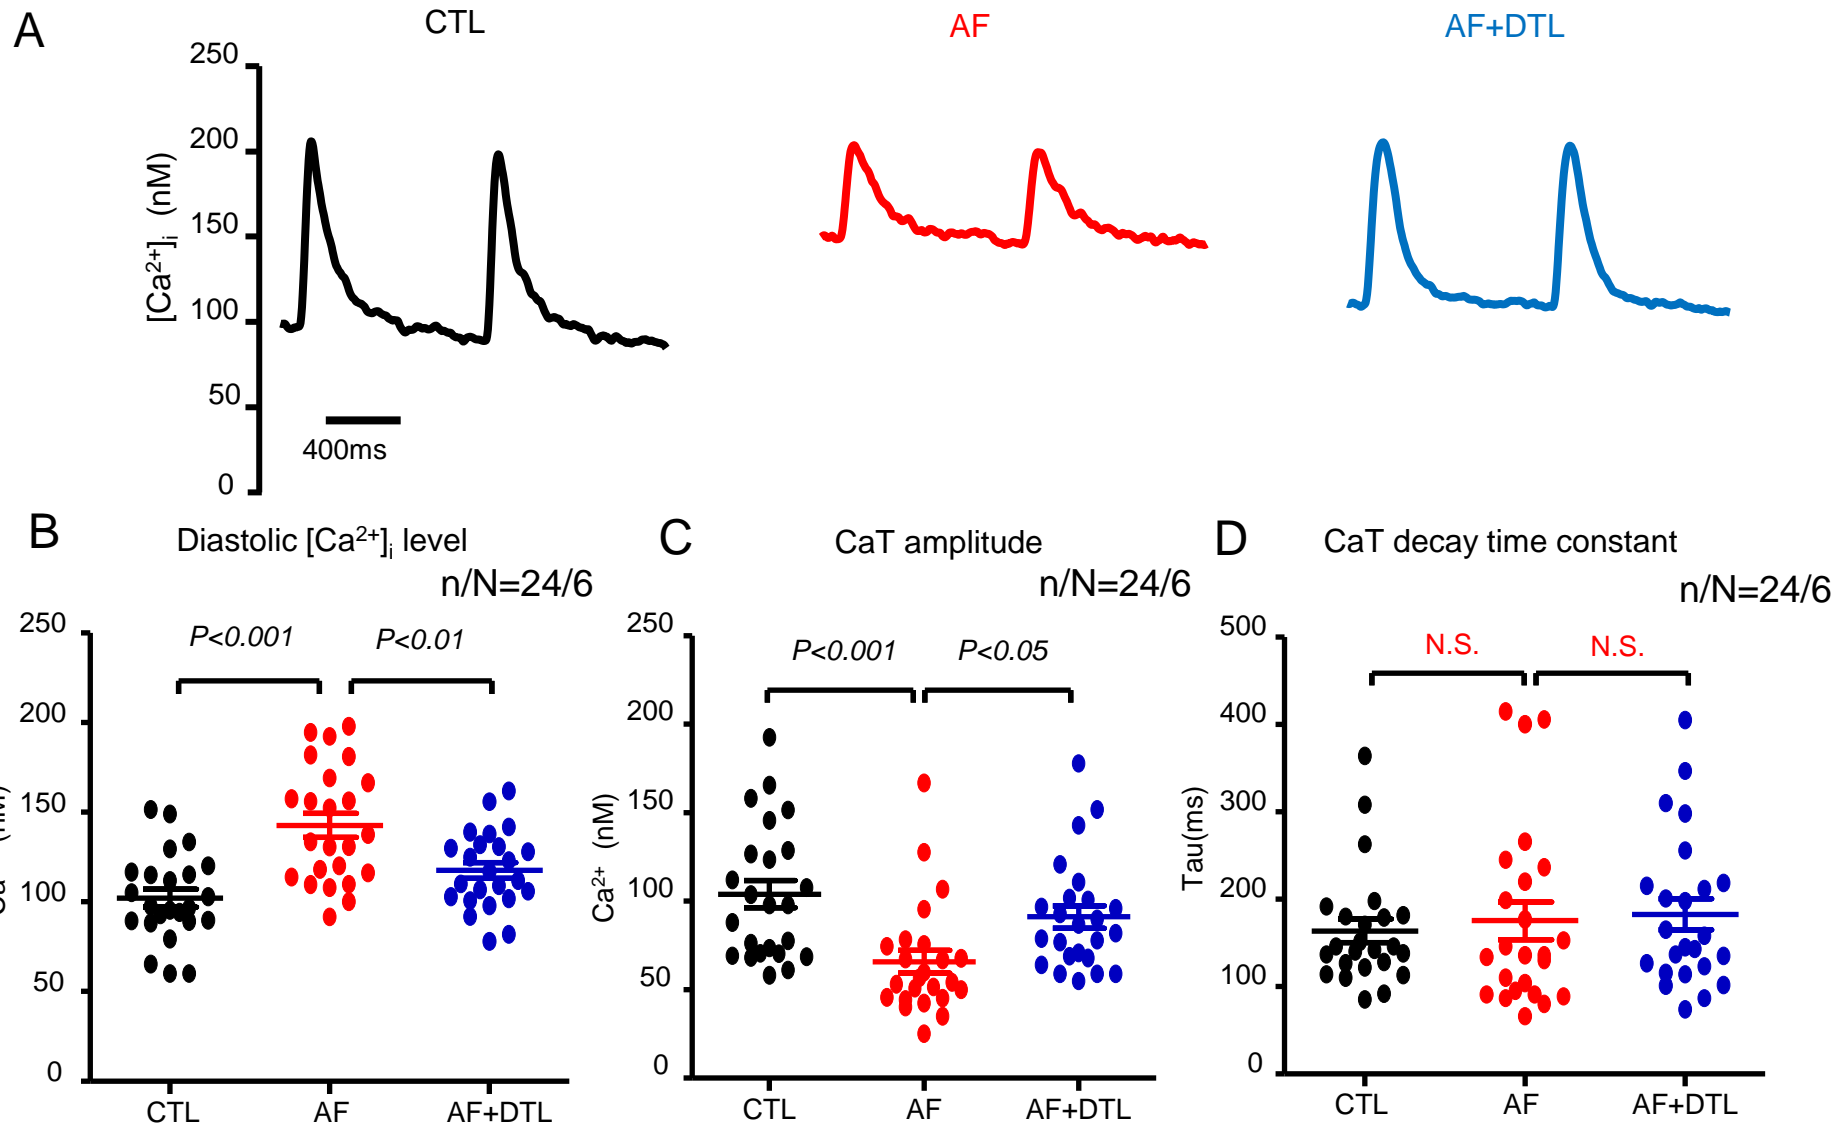 A
CTL
AF
AF+DTL
250
200
150
100
50
0
[Ca2+]i (nM)
400ms
B
Diastolic [Ca2+]i level
n/N=24/6
250
200
150
100
50
0
P<0.001
P<0.01
CTL
AF
AF+DTL
C
CaT amplitude
n/N=24/6
250
200
150
100
50
0
Ca2+ (nM)
P<0.001
P<0.05
CTL
AF
AF+DTL
D
CaT decay time constant
n/N=24/6
500
400
300
200
100
0
Tau(ms)
N.S.
N.S.
CTL
AF
AF+DTL